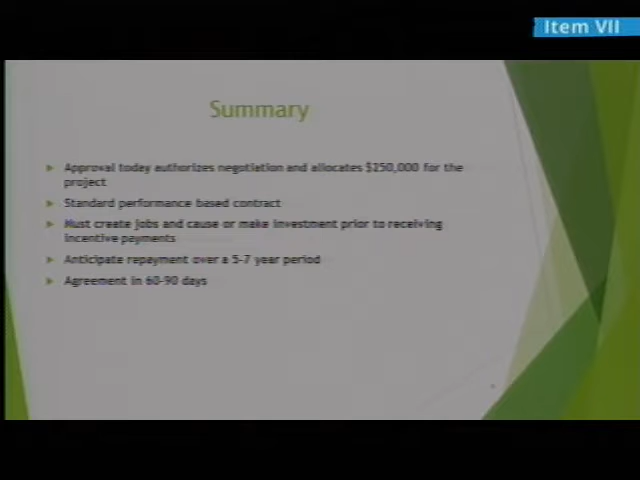 Item VII
Summary
Approval today authorizes negotiation and allocates $250,000 for the
project
Standard performance based contract
Must create jobs and cause or make investment prior to receiving
incentive payments
Anticipate repayment over a 5-7 year period
Agreement in 60-90 days